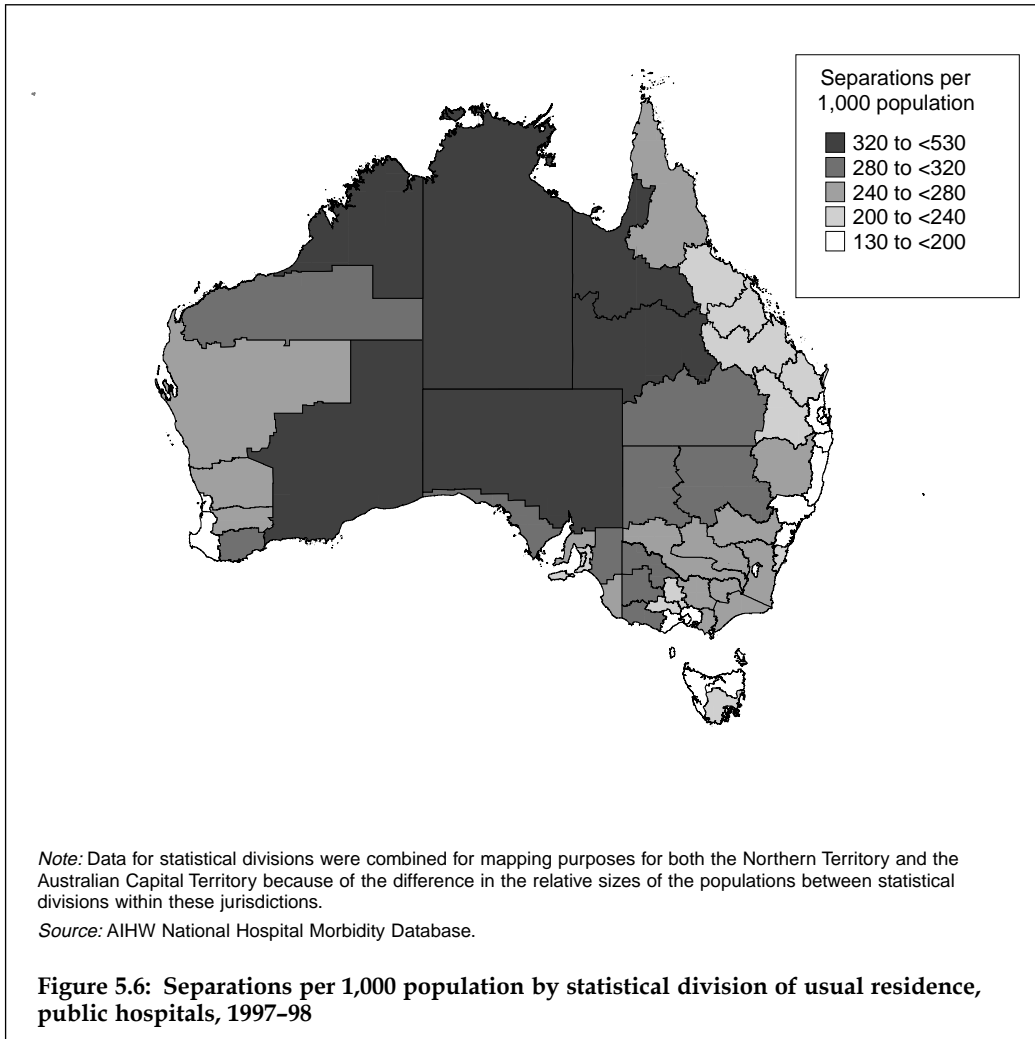 Separations per
1,000 population
320 to <530
280 to <320
240 to <280
200 to <240
130 to <200
Note: Data for statistical divisions were combined for mapping purposes for both the Northern Territory and the
Australian Capital Territory because of the difference in the relative sizes of the populations between statistical
divisions within these jurisdictions.
Source: AIHW National Hospital Morbidity Database.
Figure 5.6: Separations per 1,000 population by statistical division of usual residence,
public hospitals, 1997–98